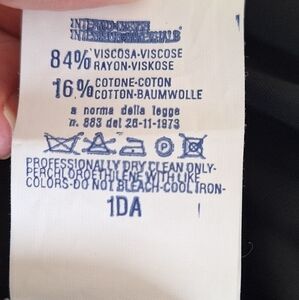 84% VISCOSA-VISCOSE
RAYON-VISKOSE
16% COTONE-COTON
COTTON-BAUMWOLLE
a norma della legge
n. 883 del 26-11-1973
PROFESSIONALLY DRY CLEAN ONLY-
PERCHLOROETHILENE WITH LIKE
COLORS-DO NOT BLEACH-COOL IRON-
1DA